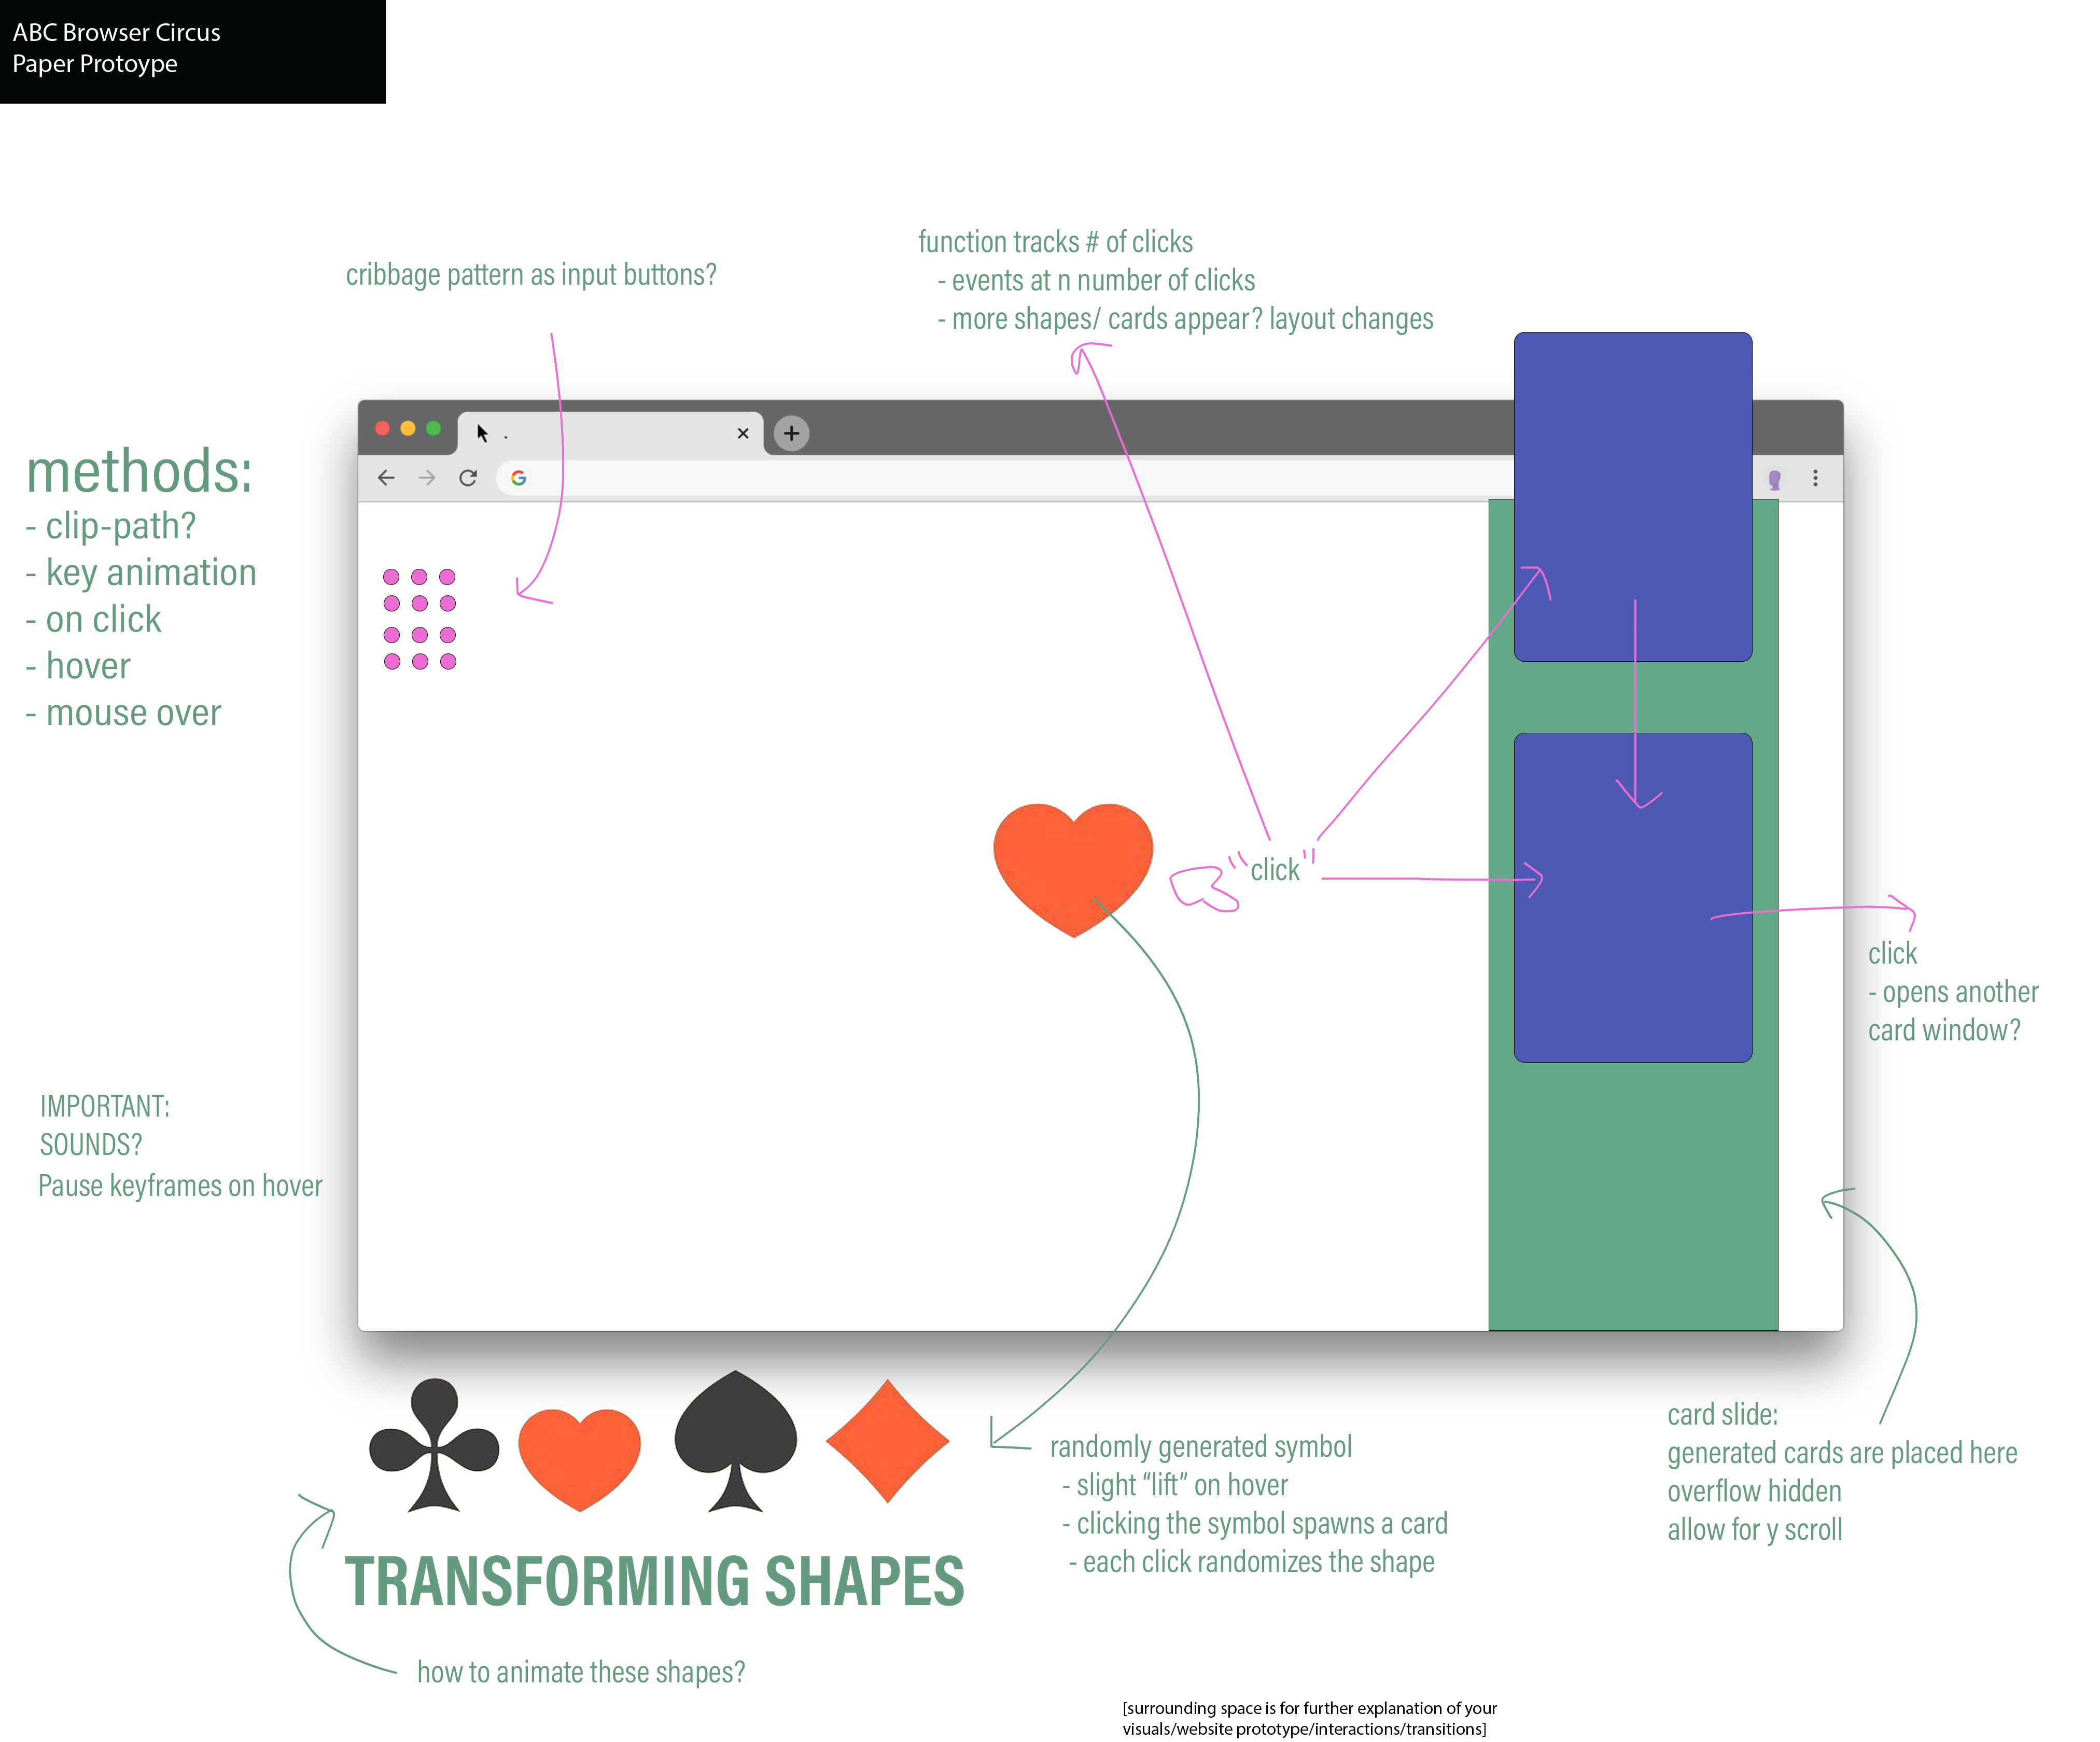 ABC Browser Circus
Paper Protoype
cribbage pattern as input buttons?
function tracks # of clicks
- events at n number of clicks
- more shapes/ cards appear? layout changes
methods:
- clip-path?
- key animation
- on click
- hover
- mouse over
.
G
"click"
click
- opens another
card window?
IMPORTANT:
SOUNDS?
Pause keyframes on hover
TRANSFORMING SHAPES
how to animate these shapes?
randomly generated symbol
- slight “lift” on hover
- clicking the symbol spawns a card
- each click randomizes the shape
card slide:
generated cards are placed here
overflow hidden
allow for y scroll
[surrounding space is for further explanation of your
visuals/website prototype/interactions/transitions]